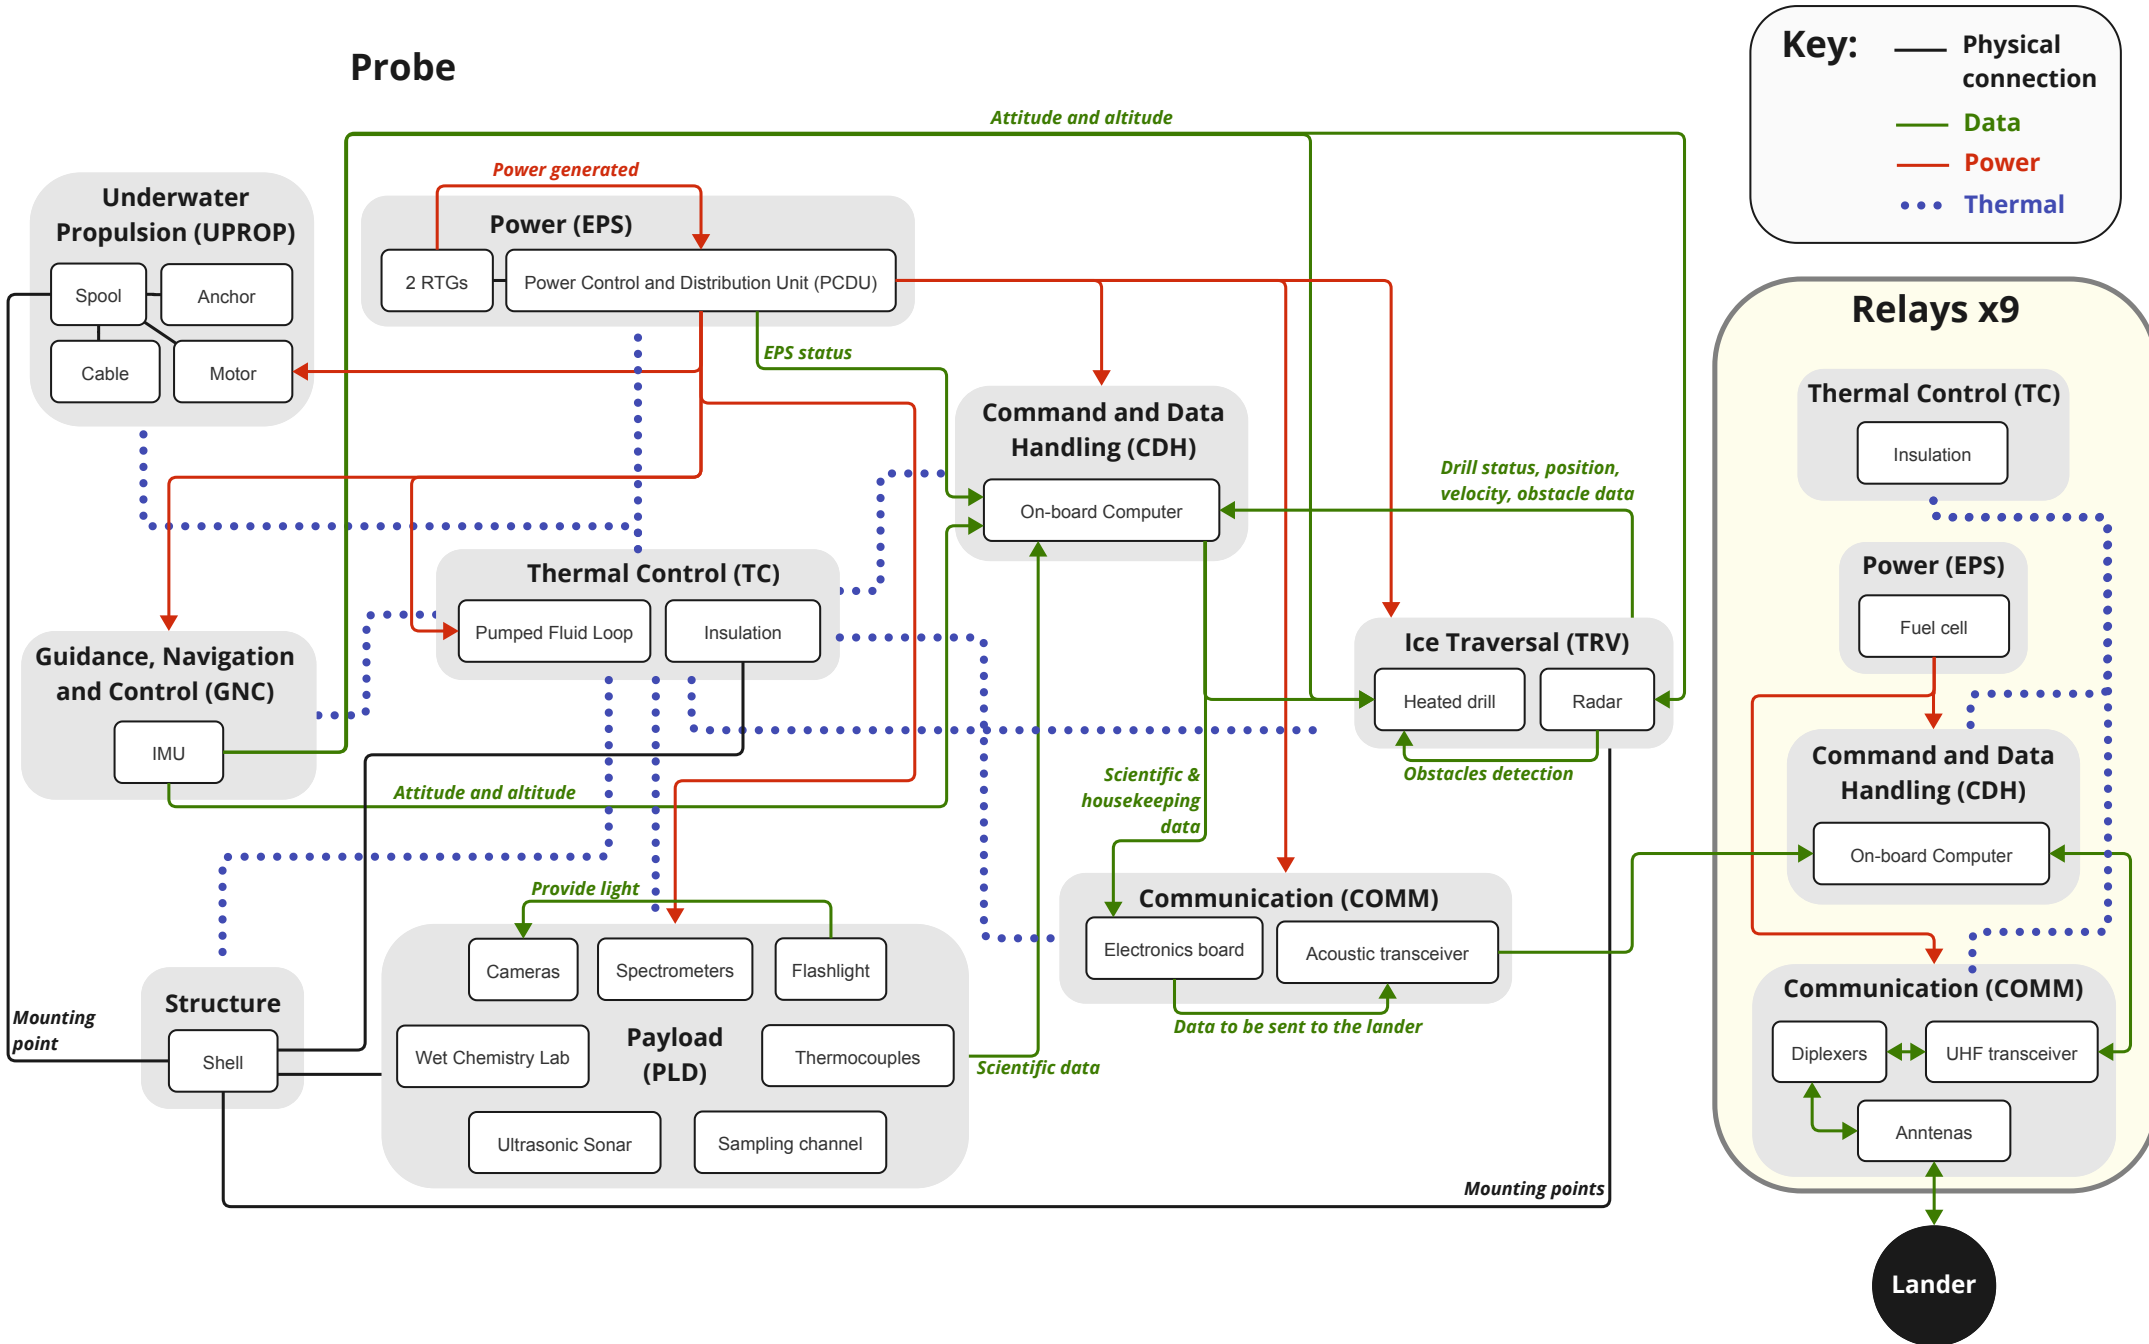 Probe
Key:
Physical
connection
Data
Power
Thermal
Attitude and altitude
Power generated
Underwater
Propulsion (UPROP)
Spool
Anchor
Cable
Motor
Power (EPS)
2 RTGs
Power Control and Distribution Unit (PCDU)
EPS status
Command and Data
Handling (CDH)
On-board Computer
Drill status, position,
velocity, obstacle data
Thermal Control (TC)
Pumped Fluid Loop
Insulation
Guidance, Navigation
and Control (GNC)
IMU
Attitude and altitude
Ice Traversal (TRV)
Heated drill
Radar
Obstacles detection
Scientific &
housekeeping
data
Provide light
Communication (COMM)
Electronics board
Acoustic transceiver
Data to be sent to the lander
Structure
Shell
Mounting
point
Cameras
Spectrometers
Flashlight
Wet Chemistry Lab
Payload
(PLD)
Thermocouples
Ultrasonic Sonar
Sampling channel
Scientific data
Mounting points
Relays x9
Thermal Control (TC)
Insulation
Power (EPS)
Fuel cell
Command and Data
Handling (CDH)
On-board Computer
Communication (COMM)
Diplexers
UHF transceiver
Anntenas
Lander